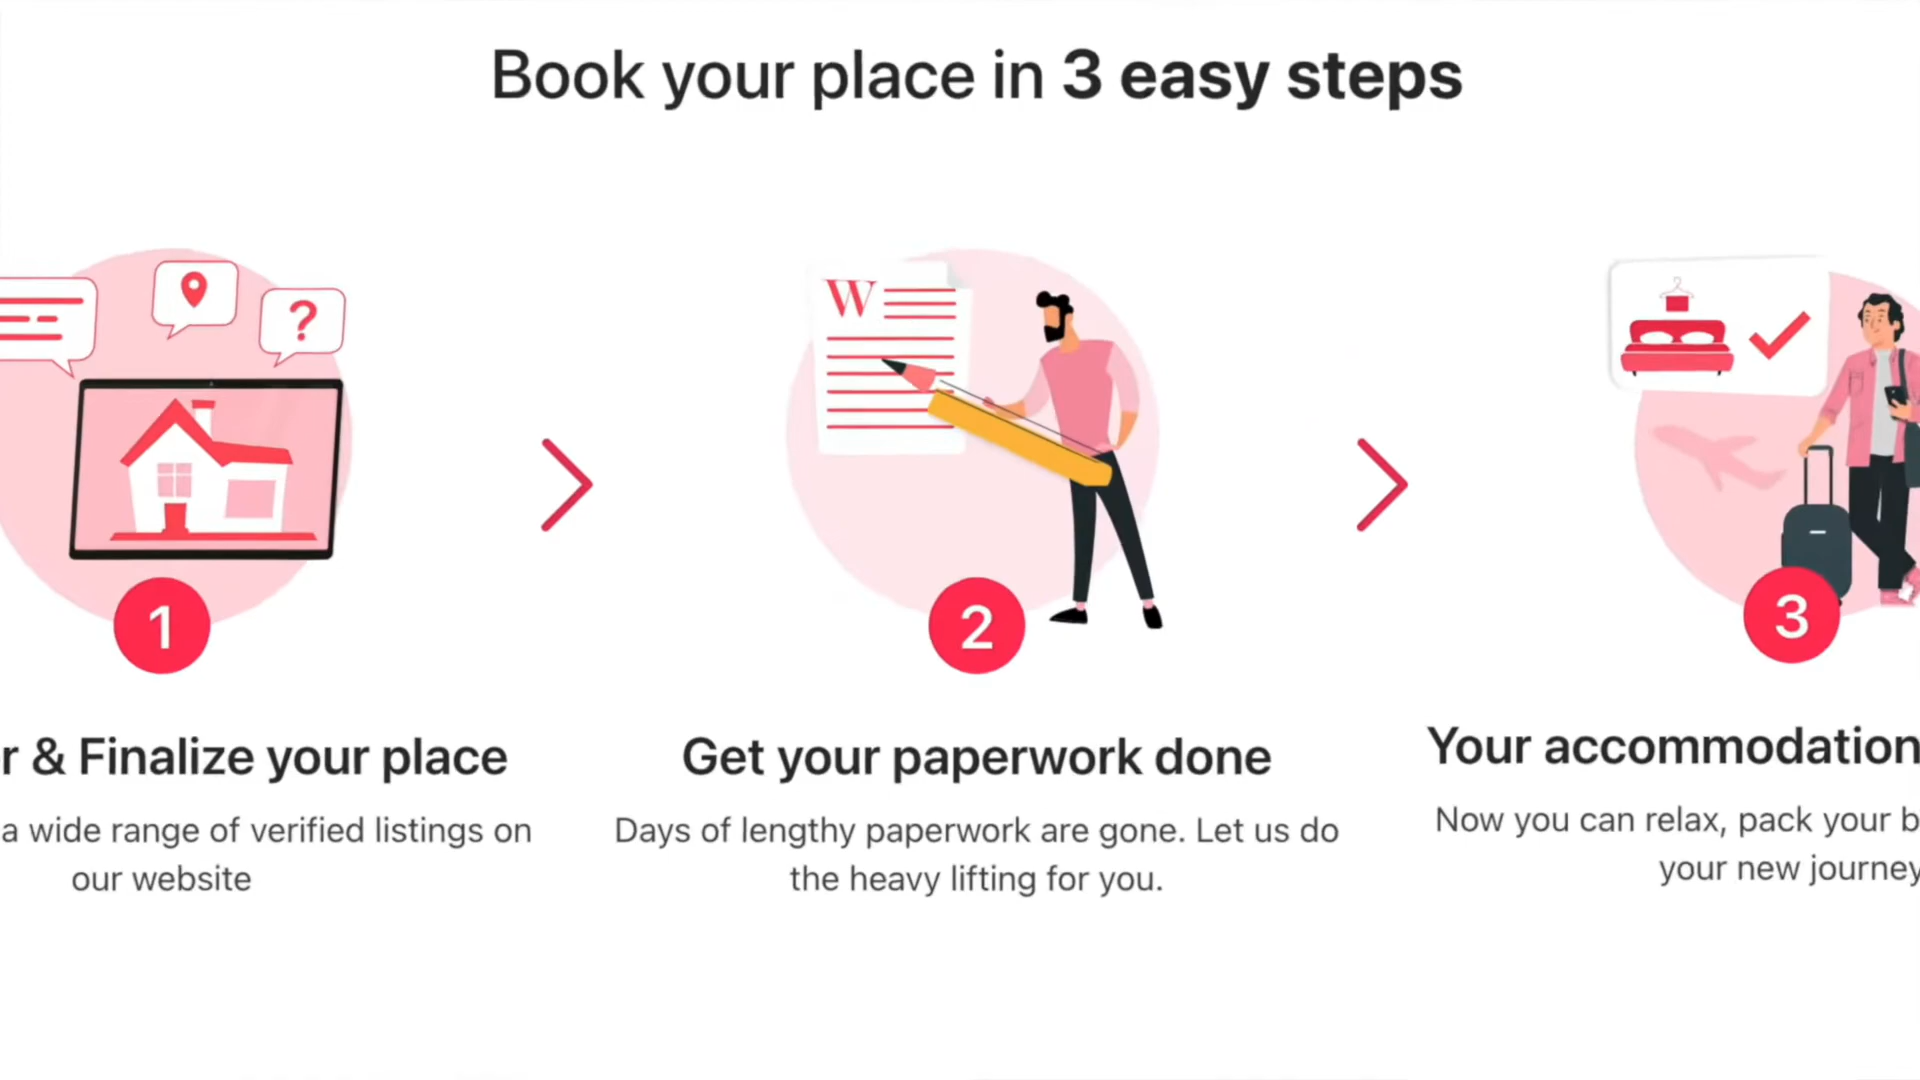 Book your place in 3 easy steps
?
W
1
2
3
r & Finalize your place
a wide range of verified listings on
our website
Get your paperwork done
Days of lengthy paperwork are gone. Let us do
the heavy lifting for you.
Your accommodation
Now you can relax, pack your b
your new journey